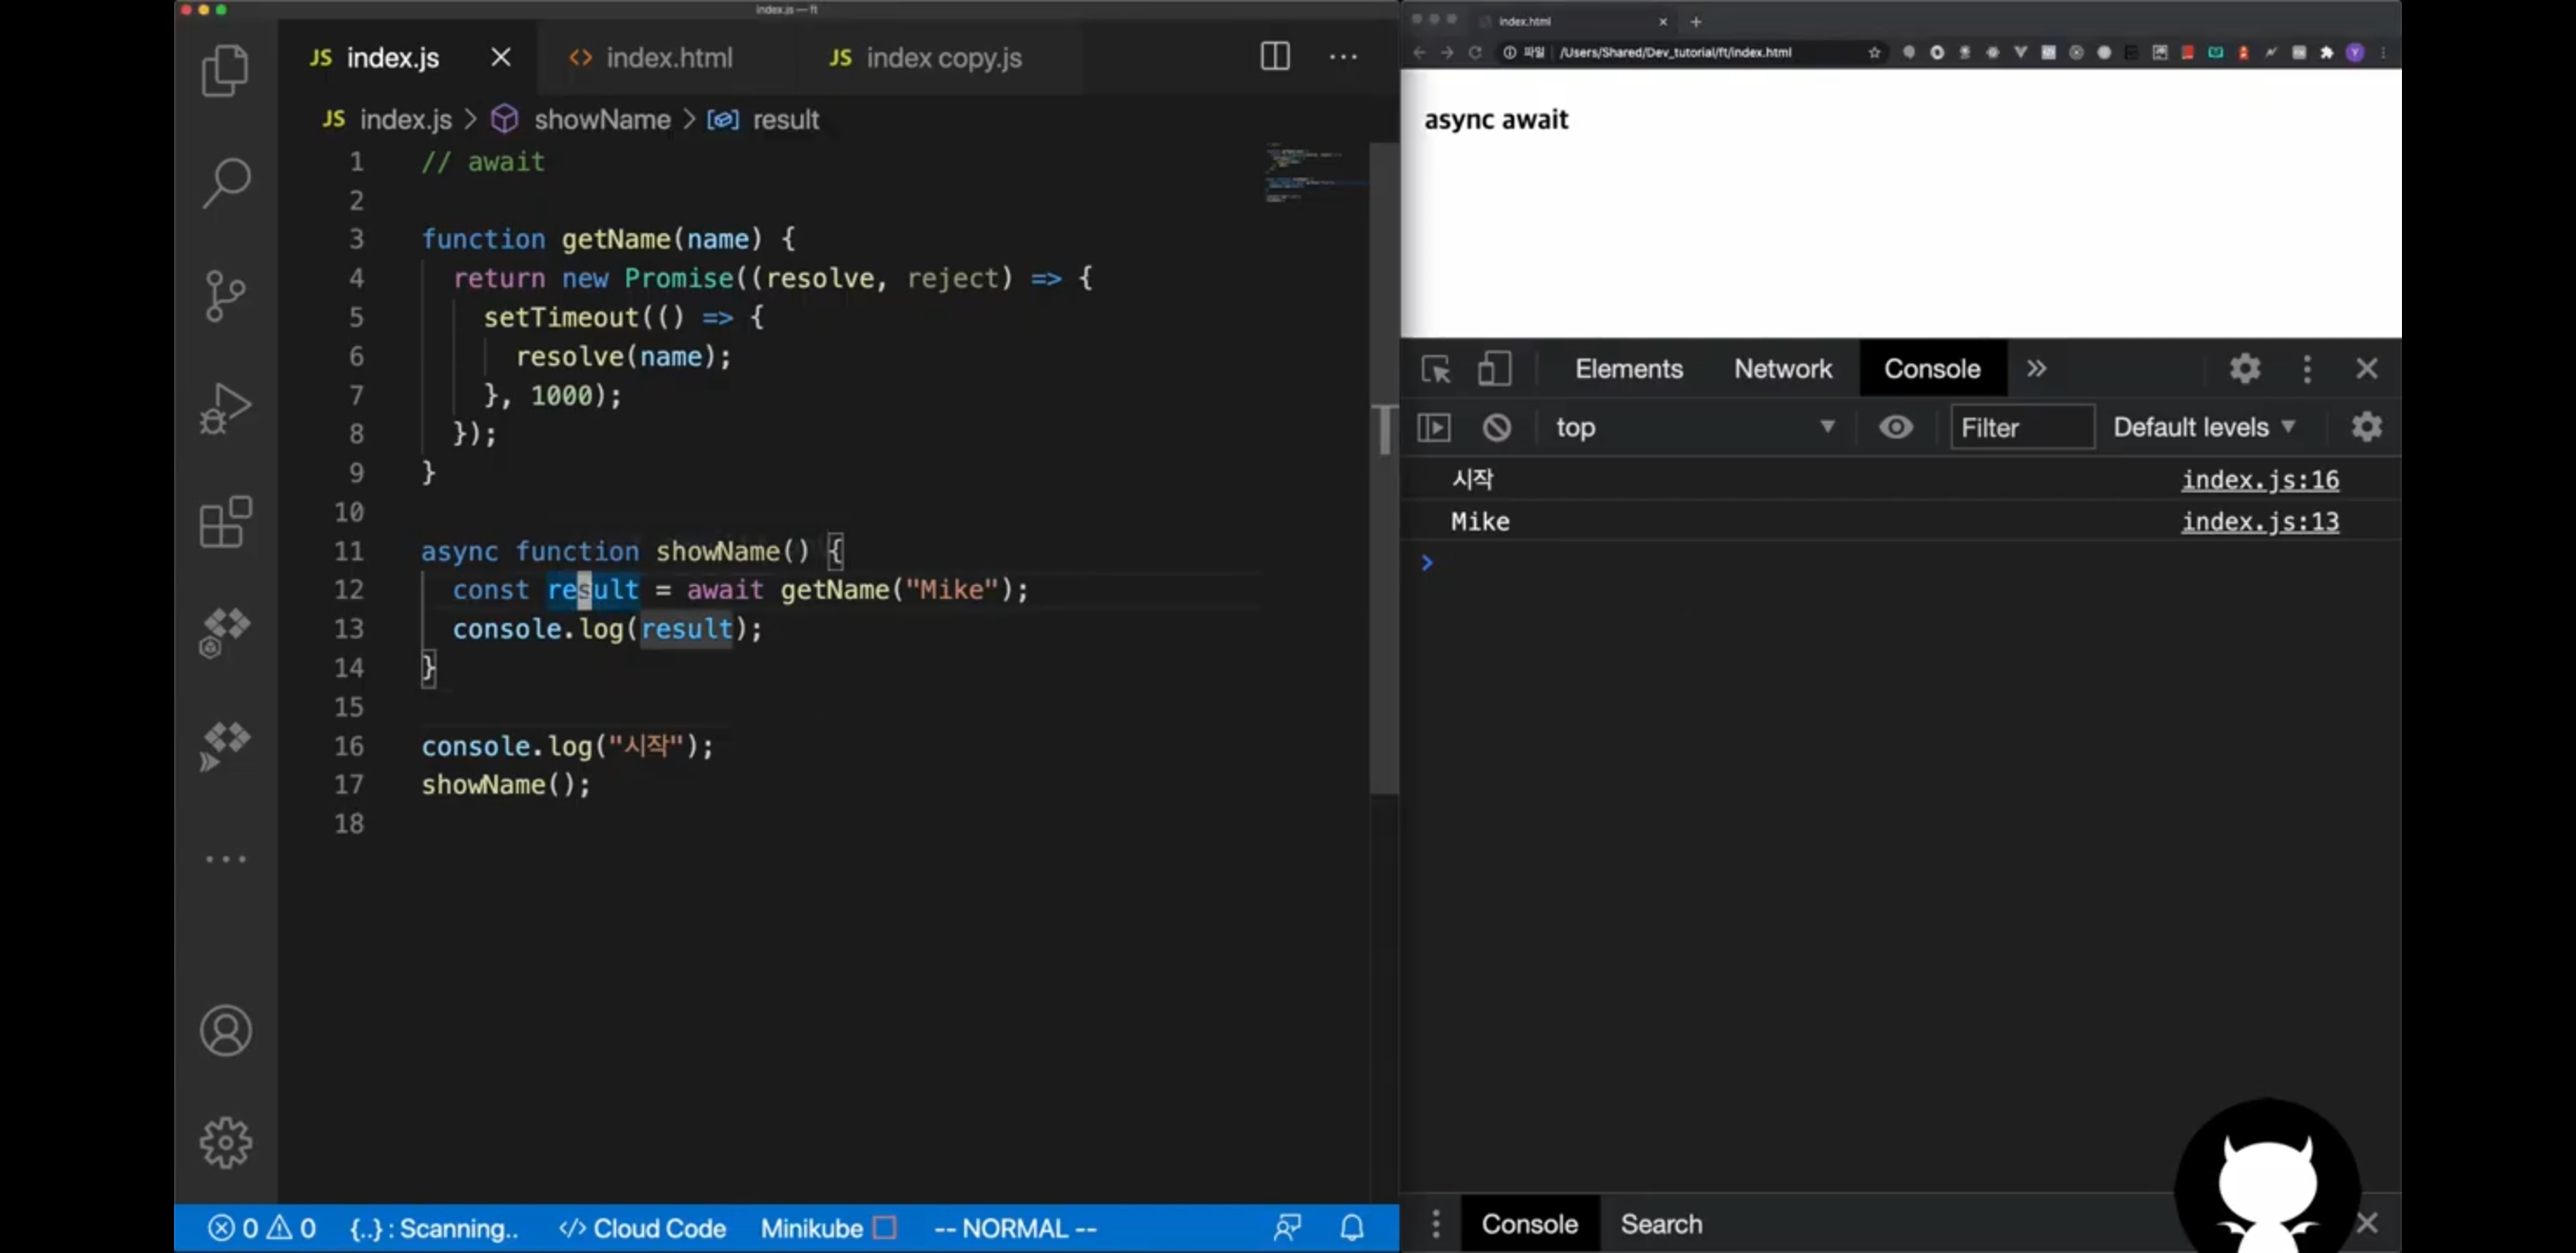 index.js — ft
JS index.js
<> index.html
JS index copy.js
JS index.js > showName > result
1 // await
2
3 function getName(name) {
4 return new Promise((resolve, reject) => {
5 setTimeout(() => {
6 resolve(name);
7 }, 1000);
8 });
9 }
10
11 async function showName() {
12 const result = await getName("Mike");
13 console.log(result);
14 }
15
16 console.log("시작");
17 showName();
18
0 0 {..} : Scanning.. </> Cloud Code Minikube -- NORMAL --
index.html
파일 /Users/Shared/Dev_tutorial/ft/index.html
async await
Elements Network Console »
top Filter Default levels
시작 index.js:16
Mike index.js:13
>
Console Search